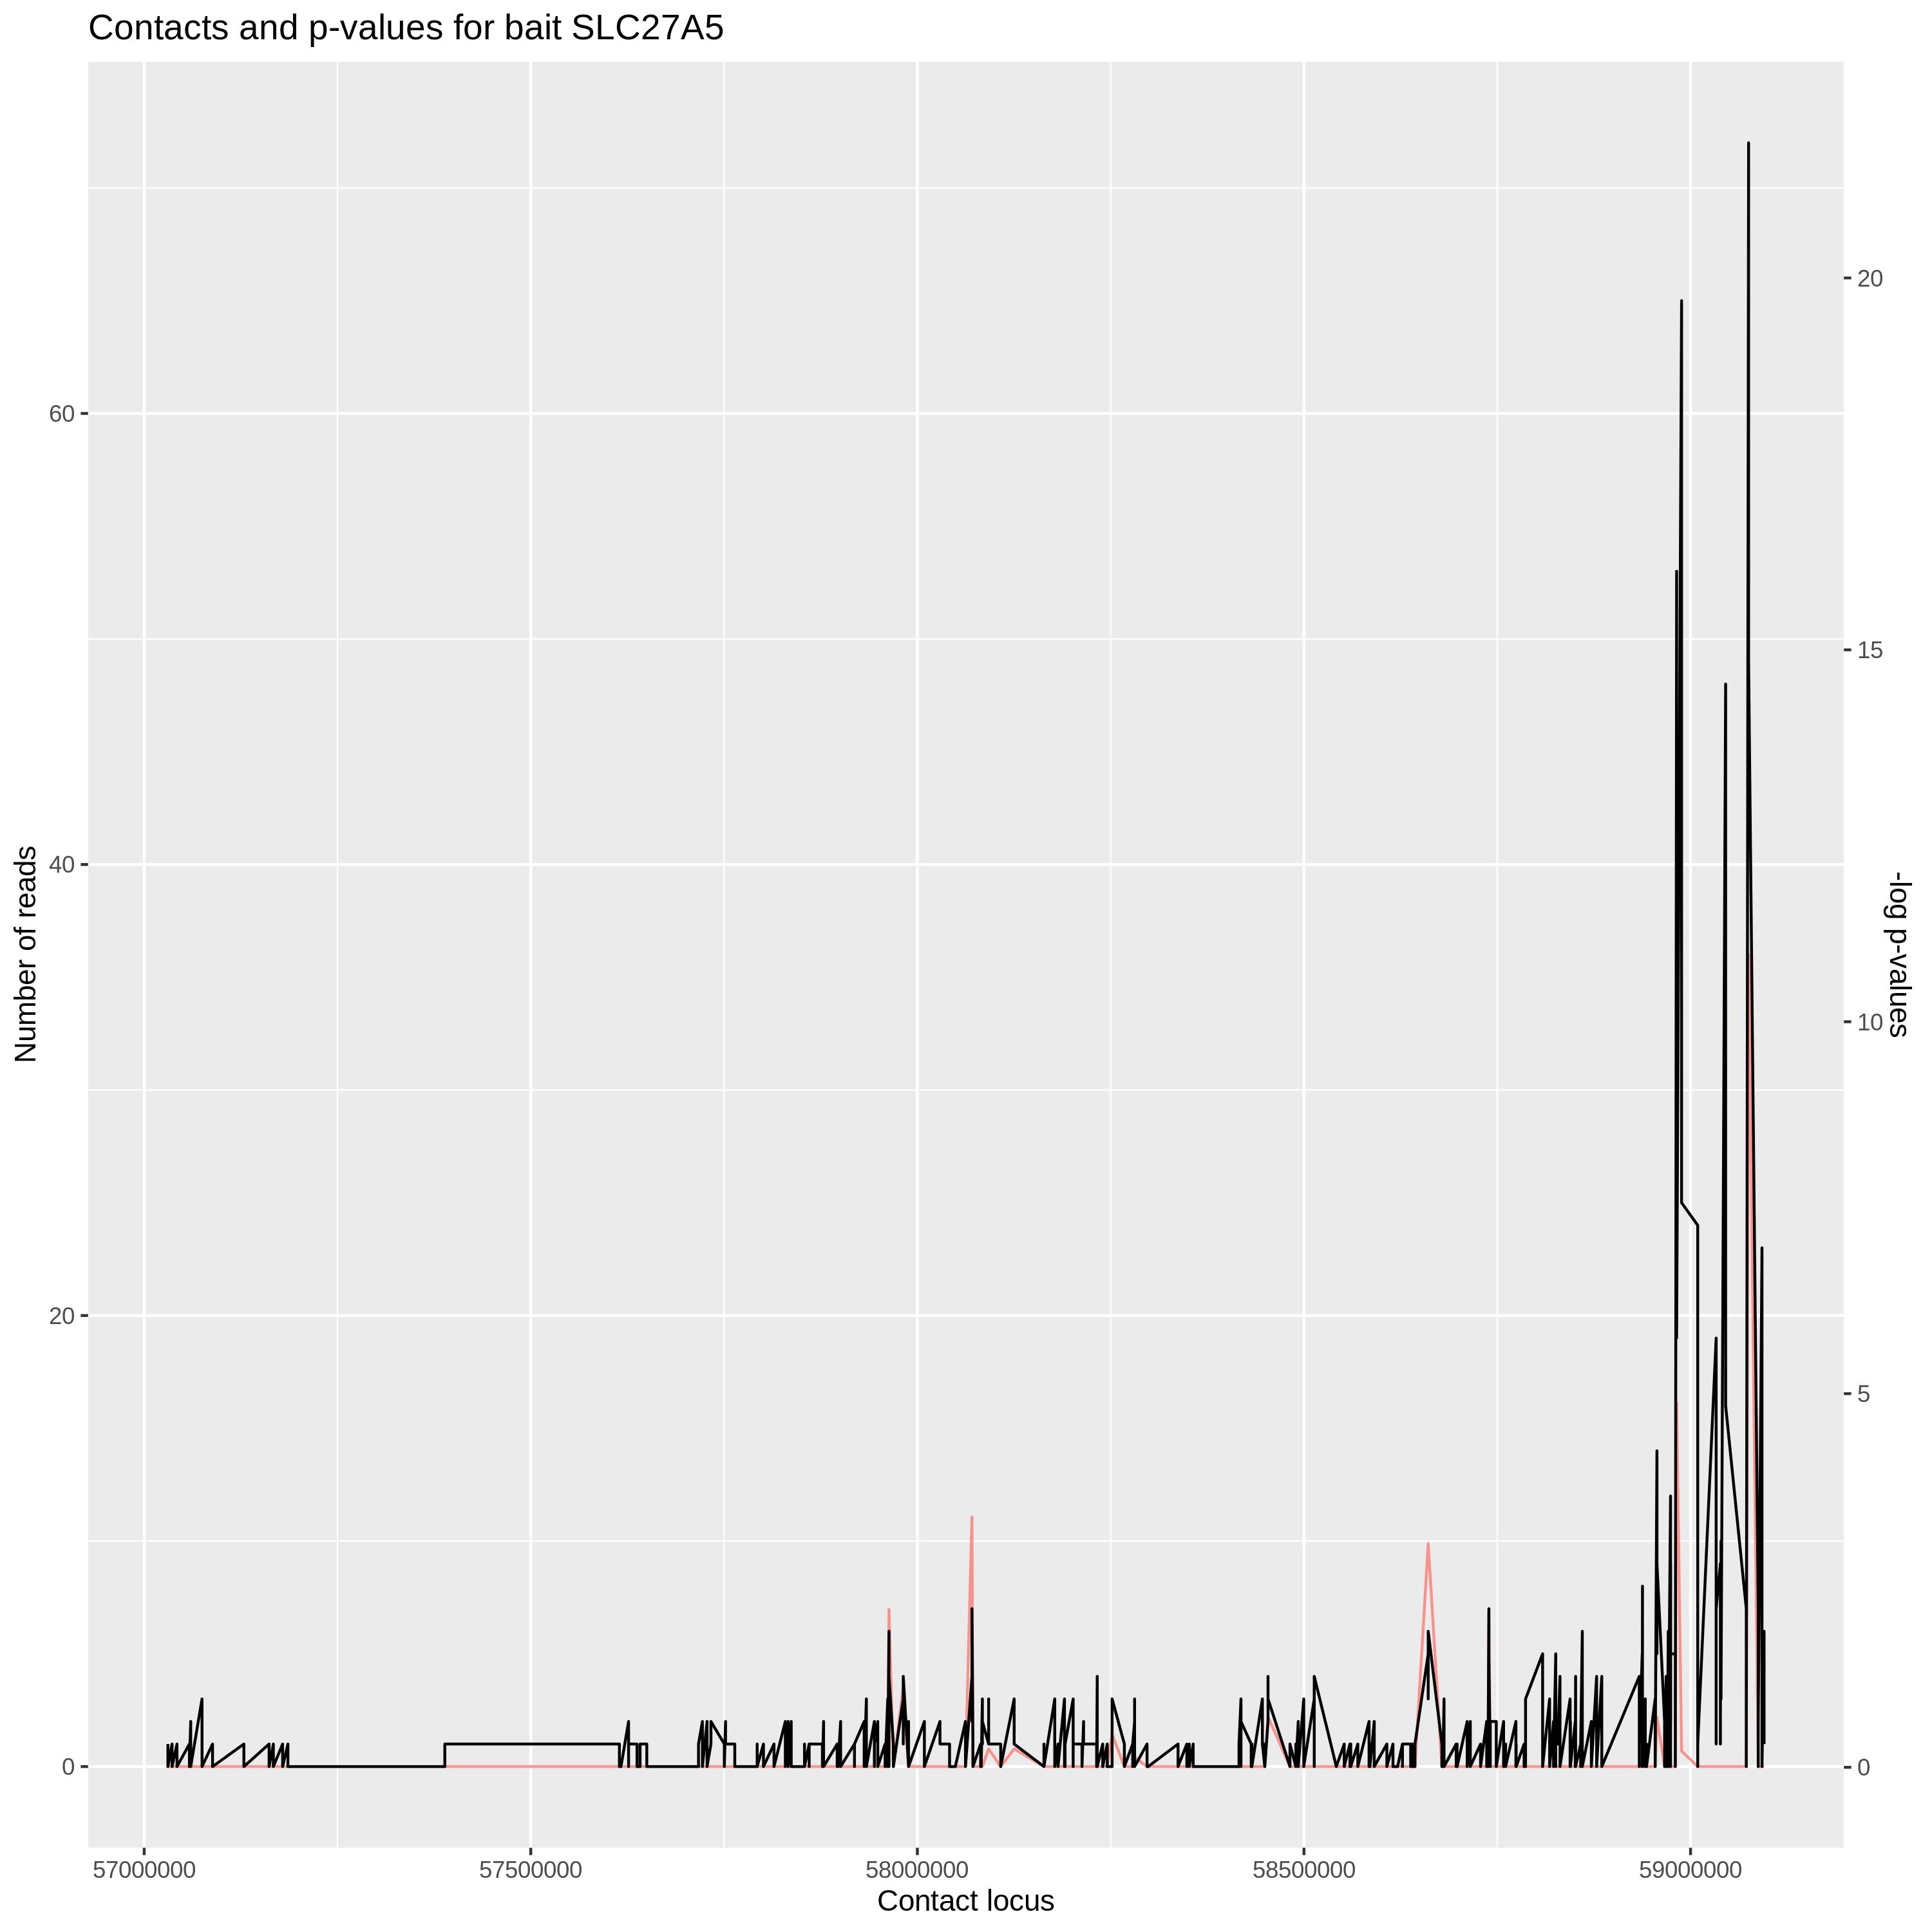 Contacts and p-values for bait SLC27A5
Number of reads
60
40
20
0
20
15
10
5
0
-log p-values
57000000 57500000 58000000 58500000 59000000
Contact locus